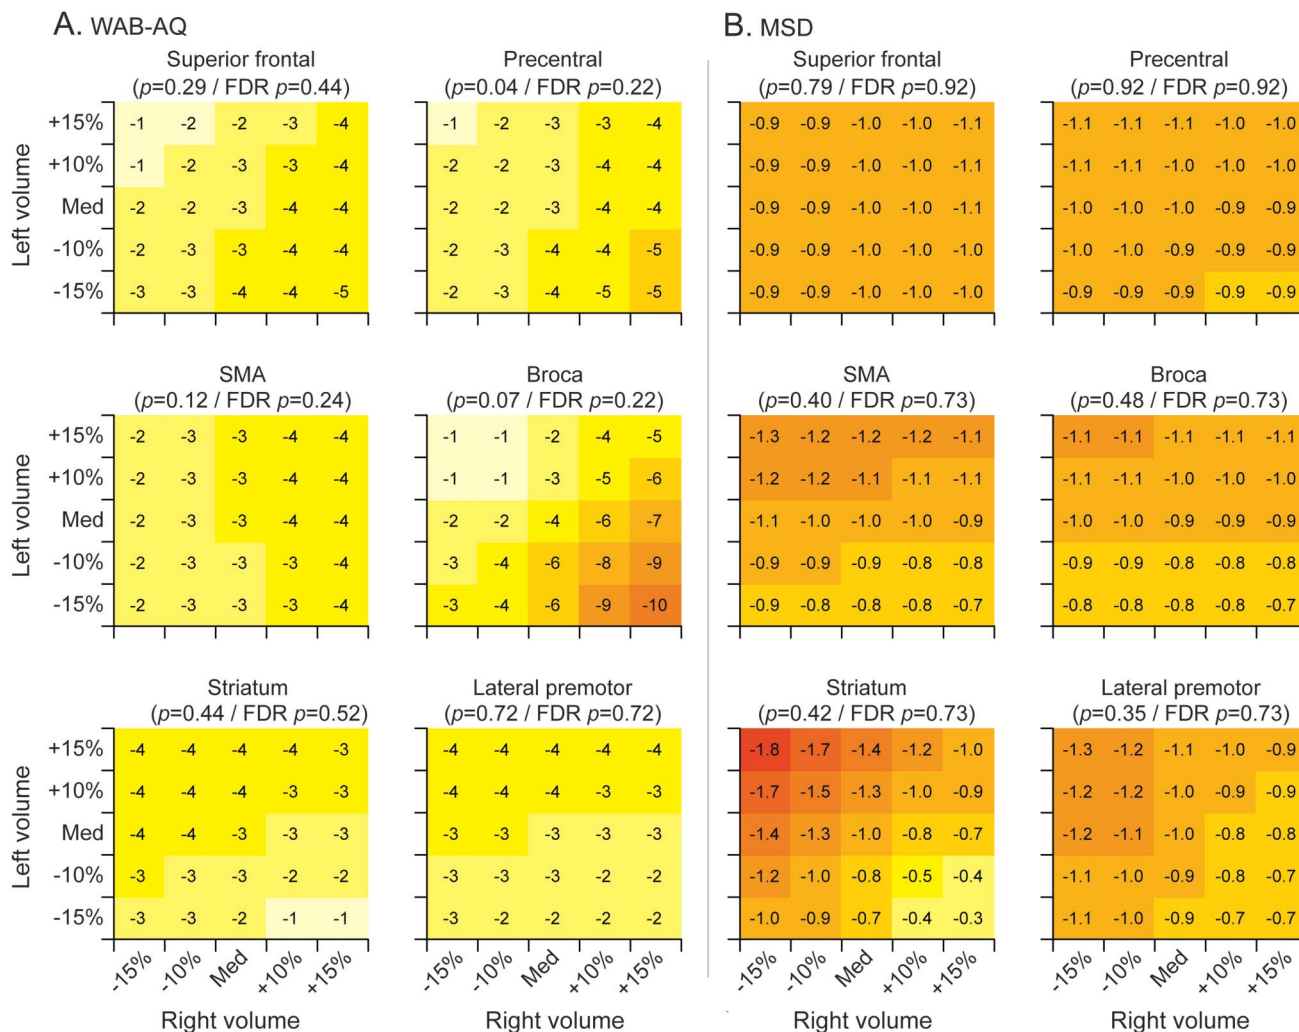 A. WAB-AQ
B. MSD
Superior frontal
(p=0.29 / FDR p=0.44)
Precentral
(p=0.04 / FDR p=0.22)
Superior frontal
(p=0.79 / FDR p=0.92)
Precentral
(p=0.92 / FDR p=0.92)
Left volume
+15% -1 -2 -2 -3 -4 -1 -2 -3 -3 -4 -0.9 -0.9 -1.0 -1.0 -1.1 -1.1 -1.1 -1.1 -1.0 -1.0
+10% -1 -2 -3 -3 -4 -2 -2 -3 -4 -4 -0.9 -0.9 -1.0 -1.0 -1.1 -1.1 -1.1 -1.0 -1.0 -1.0
Med -2 -2 -3 -4 -4 -2 -2 -3 -4 -4 -0.9 -0.9 -1.0 -1.0 -1.1 -1.0 -1.0 -1.0 -0.9 -0.9
-10% -2 -3 -3 -4 -4 -2 -3 -4 -4 -5 -0.9 -0.9 -1.0 -1.0 -1.0 -1.0 -1.0 -0.9 -0.9 -0.9
-15% -3 -3 -4 -4 -5 -2 -3 -4 -5 -5 -0.9 -0.9 -1.0 -1.0 -1.0 -0.9 -0.9 -0.9 -0.9 -0.9
SMA
(p=0.12 / FDR p=0.24)
Broca
(p=0.07 / FDR p=0.22)
SMA
(p=0.40 / FDR p=0.73)
Broca
(p=0.48 / FDR p=0.73)
Left volume
+15% -2 -3 -3 -4 -4 -1 -1 -2 -4 -5 -1.3 -1.2 -1.2 -1.2 -1.1 -1.1 -1.1 -1.1 -1.1 -1.1
+10% -2 -3 -3 -4 -4 -1 -1 -3 -5 -6 -1.2 -1.2 -1.1 -1.1 -1.1 -1.1 -1.1 -1.0 -1.0 -1.0
Med -2 -3 -3 -4 -4 -2 -2 -4 -6 -7 -1.1 -1.0 -1.0 -1.0 -0.9 -1.0 -1.0 -0.9 -0.9 -0.9
-10% -2 -3 -3 -3 -4 -3 -4 -6 -8 -9 -0.9 -0.9 -0.9 -0.8 -0.8 -0.9 -0.9 -0.8 -0.8 -0.8
-15% -2 -3 -3 -3 -4 -3 -4 -6 -9 -10 -0.9 -0.8 -0.8 -0.8 -0.7 -0.8 -0.8 -0.8 -0.8 -0.7
Striatum
(p=0.44 / FDR p=0.52)
Lateral premotor
(p=0.72 / FDR p=0.72)
Striatum
(p=0.42 / FDR p=0.73)
Lateral premotor
(p=0.35 / FDR p=0.73)
Left volume
+15% -4 -4 -4 -4 -3 -4 -4 -4 -4 -4 -1.8 -1.7 -1.4 -1.2 -1.0 -1.3 -1.2 -1.1 -1.0 -0.9
+10% -4 -4 -4 -3 -3 -4 -4 -4 -3 -3 -1.7 -1.5 -1.3 -1.0 -0.9 -1.2 -1.2 -1.0 -0.9 -0.9
Med -4 -4 -3 -3 -3 -3 -3 -3 -3 -3 -1.4 -1.3 -1.0 -0.8 -0.7 -1.2 -1.1 -1.0 -0.8 -0.8
-10% -3 -3 -3 -2 -2 -3 -3 -3 -2 -2 -1.2 -1.0 -0.8 -0.5 -0.4 -1.1 -1.0 -0.9 -0.8 -0.7
-15% -3 -3 -2 -1 -1 -3 -2 -2 -2 -2 -1.0 -0.9 -0.7 -0.4 -0.3 -1.1 -1.0 -0.9 -0.7 -0.7
-15% -10% Med +10% +15% -15% -10% Med +10% +15% -15% -10% Med +10% +15% -15% -10% Med +10% +15%
Right volume Right volume Right volume Right volume